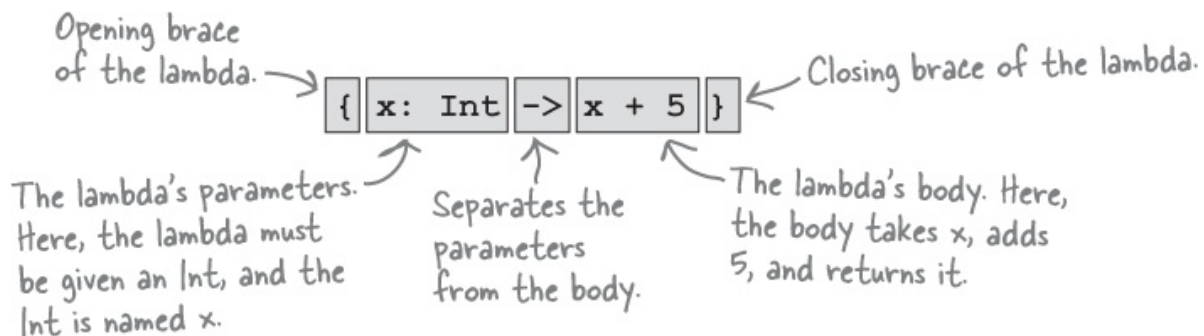 Opening brace
of the lambda.
Closing brace of the lambda.
{ x: Int -> x + 5 }
The lambda's parameters.
Here, the lambda must
be given an Int, and the
Int is named x.
Separates the
parameters
from the body.
The lambda's body. Here,
the body takes x, adds
5, and returns it.